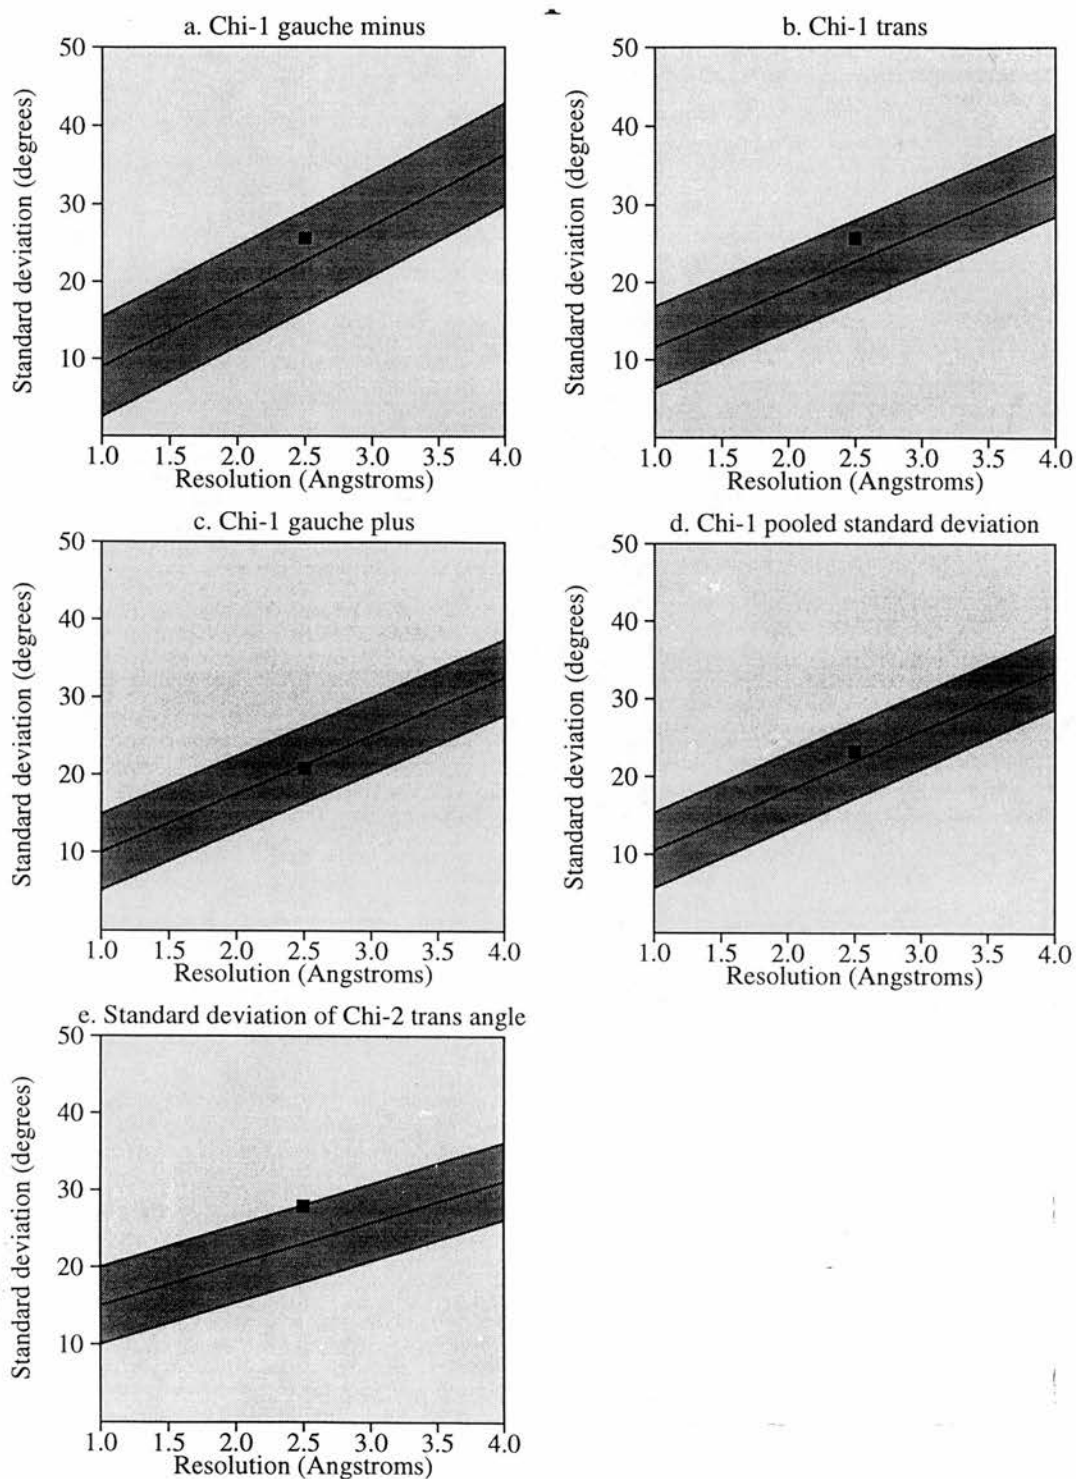 a. Chi-1 gauche minus
Standard deviation (degrees)
50
40
30
20
10
1.0 1.5 2.0 2.5 3.0 3.5 4.0
Resolution (Angstroms)
b. Chi-1 trans
Standard deviation (degrees)
50
40
30
20
10
1.0 1.5 2.0 2.5 3.0 3.5 4.0
Resolution (Angstroms)
c. Chi-1 gauche plus
Standard deviation (degrees)
50
40
30
20
10
1.0 1.5 2.0 2.5 3.0 3.5 4.0
Resolution (Angstroms)
d. Chi-1 pooled standard deviation
Standard deviation (degrees)
50
40
30
20
10
1.0 1.5 2.0 2.5 3.0 3.5 4.0
Resolution (Angstroms)
e. Standard deviation of Chi-2 trans angle
Standard deviation (degrees)
50
40
30
20
10
1.0 1.5 2.0 2.5 3.0 3.5 4.0
Resolution (Angstroms)